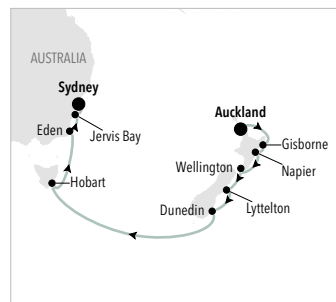 AUSTRALIA
Sydney
Eden
Jervis Bay
Hobart
Auckland
Gisborne
Napier
Wellington
Lyttelton
Dunedin